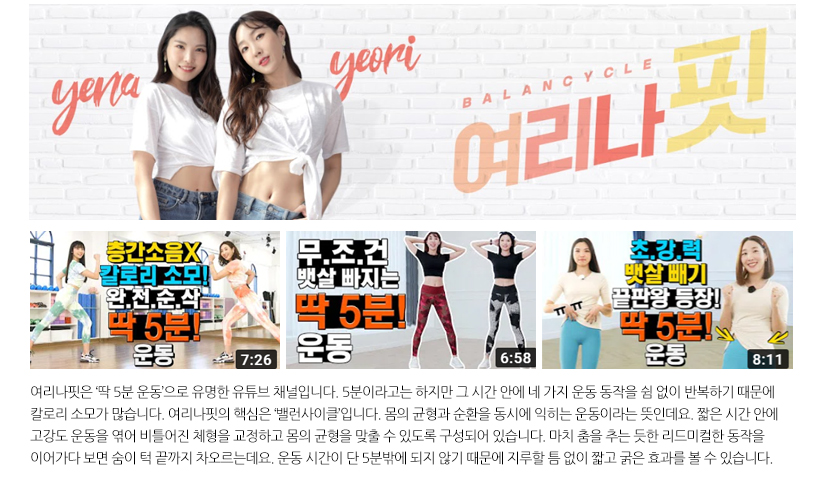 yena
yeori
BALANCYCLE
여리나핏
층간소음X
칼로리 소모!
완.전.순.삭
딱 5분!
운동
7:26
무.조.건
뱃살 빠지는
딱 5분!
운동
6:58
초.강.력
뱃살 빼기
끝판왕 등장!
ㅠㅠ
딱 5분!
운동
8:11
여리나핏은 ‘딱 5분 운동’으로 유명한 유튜브 채널입니다. 5분이라고는 하지만 그 시간 안에 네 가지 운동 동작을 쉼 없이 반복하기 때문에
칼로리 소모가 많습니다. 여리나핏의 핵심은 ‘밸런사이클’입니다. 몸의 균형과 순환을 동시에 익히는 운동이라는 뜻인데요. 짧은 시간 안에
고강도 운동을 엮어 비틀어진 체형을 교정하고 몸의 균형을 맞출 수 있도록 구성되어 있습니다. 마치 춤을 추는 듯한 리드미컬한 동작을
이어가다 보면 숨이 턱 끝까지 차오르는데요. 운동 시간이 단 5분밖에 되지 않기 때문에 지루할 틈 없이 짧고 굵은 효과를 볼 수 있습니다.